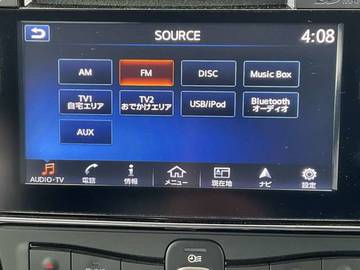 SOURCE
4:08
AM
FM
DISC
Music Box
TV1
自宅エリア
TV2
おでかけエリア
USB/iPod
Bluetooth
オーディオ
AUX
AUDIO・TV
電話
情報
メニュー
現在地
ナビ
設定